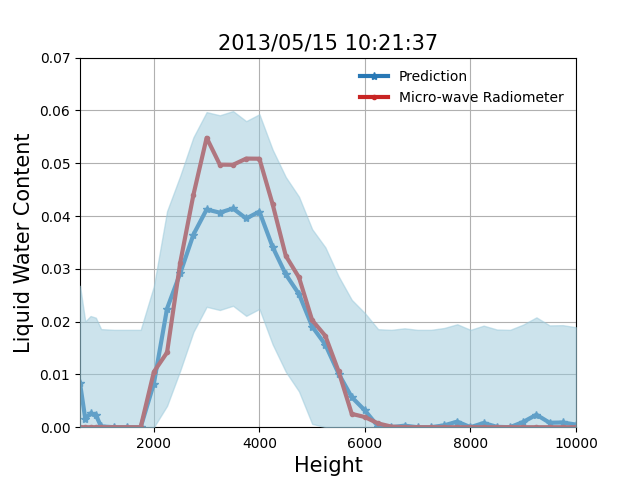 2013/05/15 10:21:37
0.07
0.06
0.05
0.04
0.03
0.02
0.01
0.00
Liquid Water Content
Prediction
Micro-wave Radiometer
2000 4000 6000 8000 10000
Height